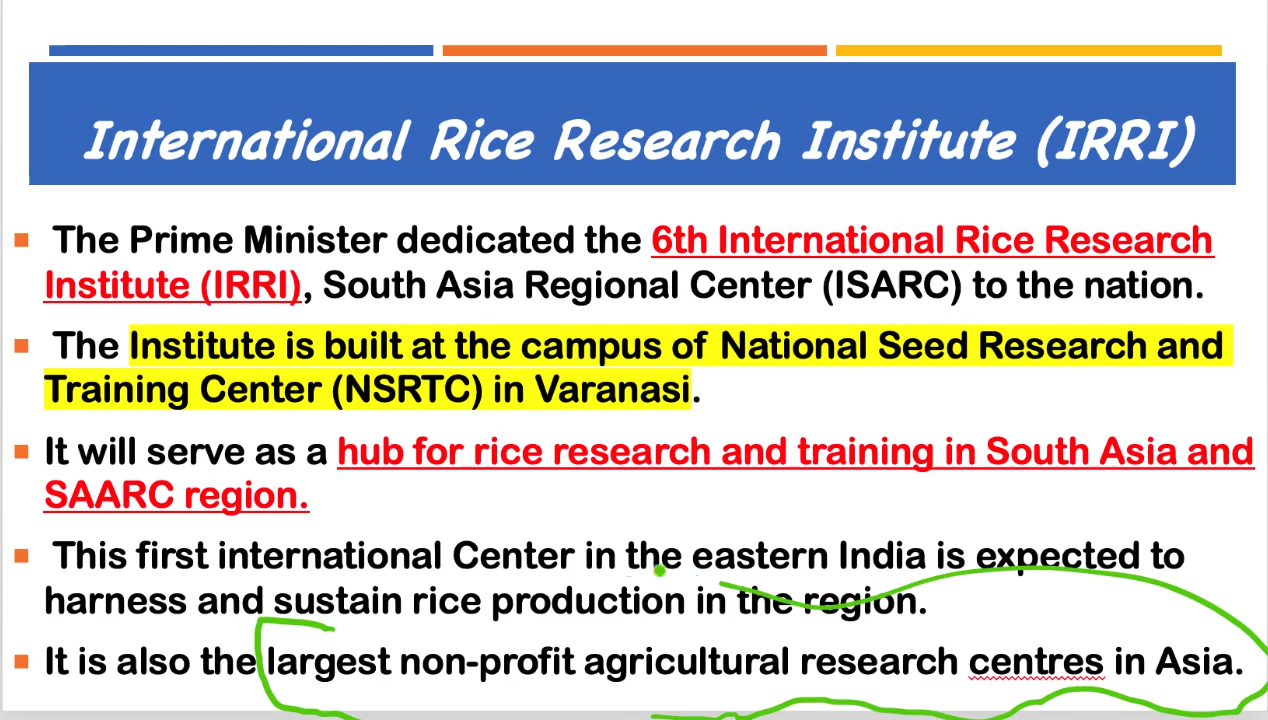 International Rice Research Institute (IRRI)
The Prime Minister dedicated the 6th International Rice Research
Institute (IRRI), South Asia Regional Center (ISARC) to the nation.
The Institute is built at the campus of National Seed Research and
Training Center (NSRTC) in Varanasi.
It will serve as a hub for rice research and training in South Asia and
SAARC region.
This first international Center in the eastern India is expected to
harness and sustain rice production in the region.
It is also the largest non-profit agricultural research centres in Asia.